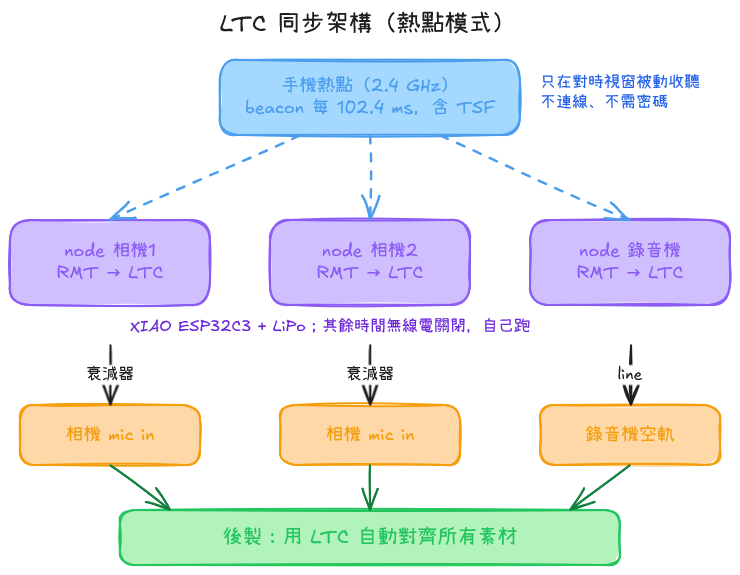 LTC 同步架構（熱點模式）
手機熱點（2.4 GHz）
beacon 每 102.4 ms，含 TSF
只在對時視窗被動收聽
不連線、不需密碼
node 相機1
RMT → LTC
node 相機2
RMT → LTC
node 錄音機
RMT → LTC
XIAO ESP32C3 + LiPo；其餘時間無線電關閉，自己跑
衰減器
衰減器
line
相機 mic in
相機 mic in
錄音機空軌
後製：用 LTC 自動對齊所有素材